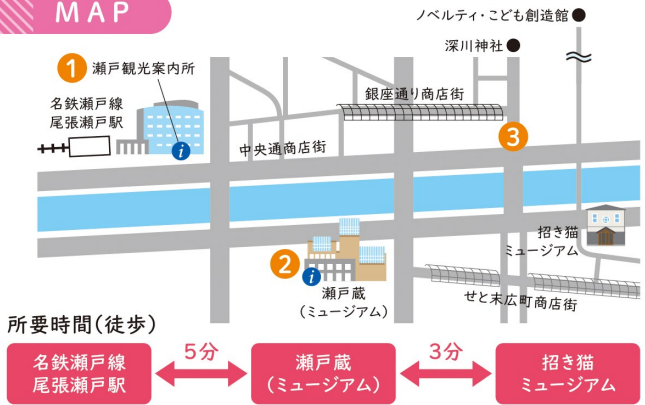 MAP
ノベルティ・こども創造館
深川神社
1 瀬戸観光案内所
名鉄瀬戸線
尾張瀬戸駅
i
銀座通り商店街
中央通商店街
3
招き猫
ミュージアム
2
i
瀬戸蔵
(ミュージアム)
せと末広町商店街
所要時間(徒歩)
名鉄瀬戸線
尾張瀬戸駅
5分
瀬戸蔵
(ミュージアム)
3分
招き猫
ミュージアム